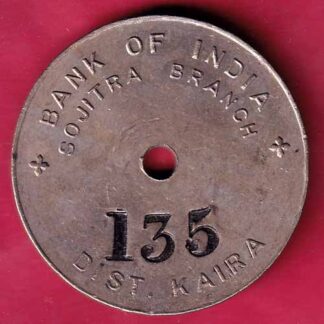 BANK OF INDIA
SOJITRA BRANCH
135
DIST. KAIRA